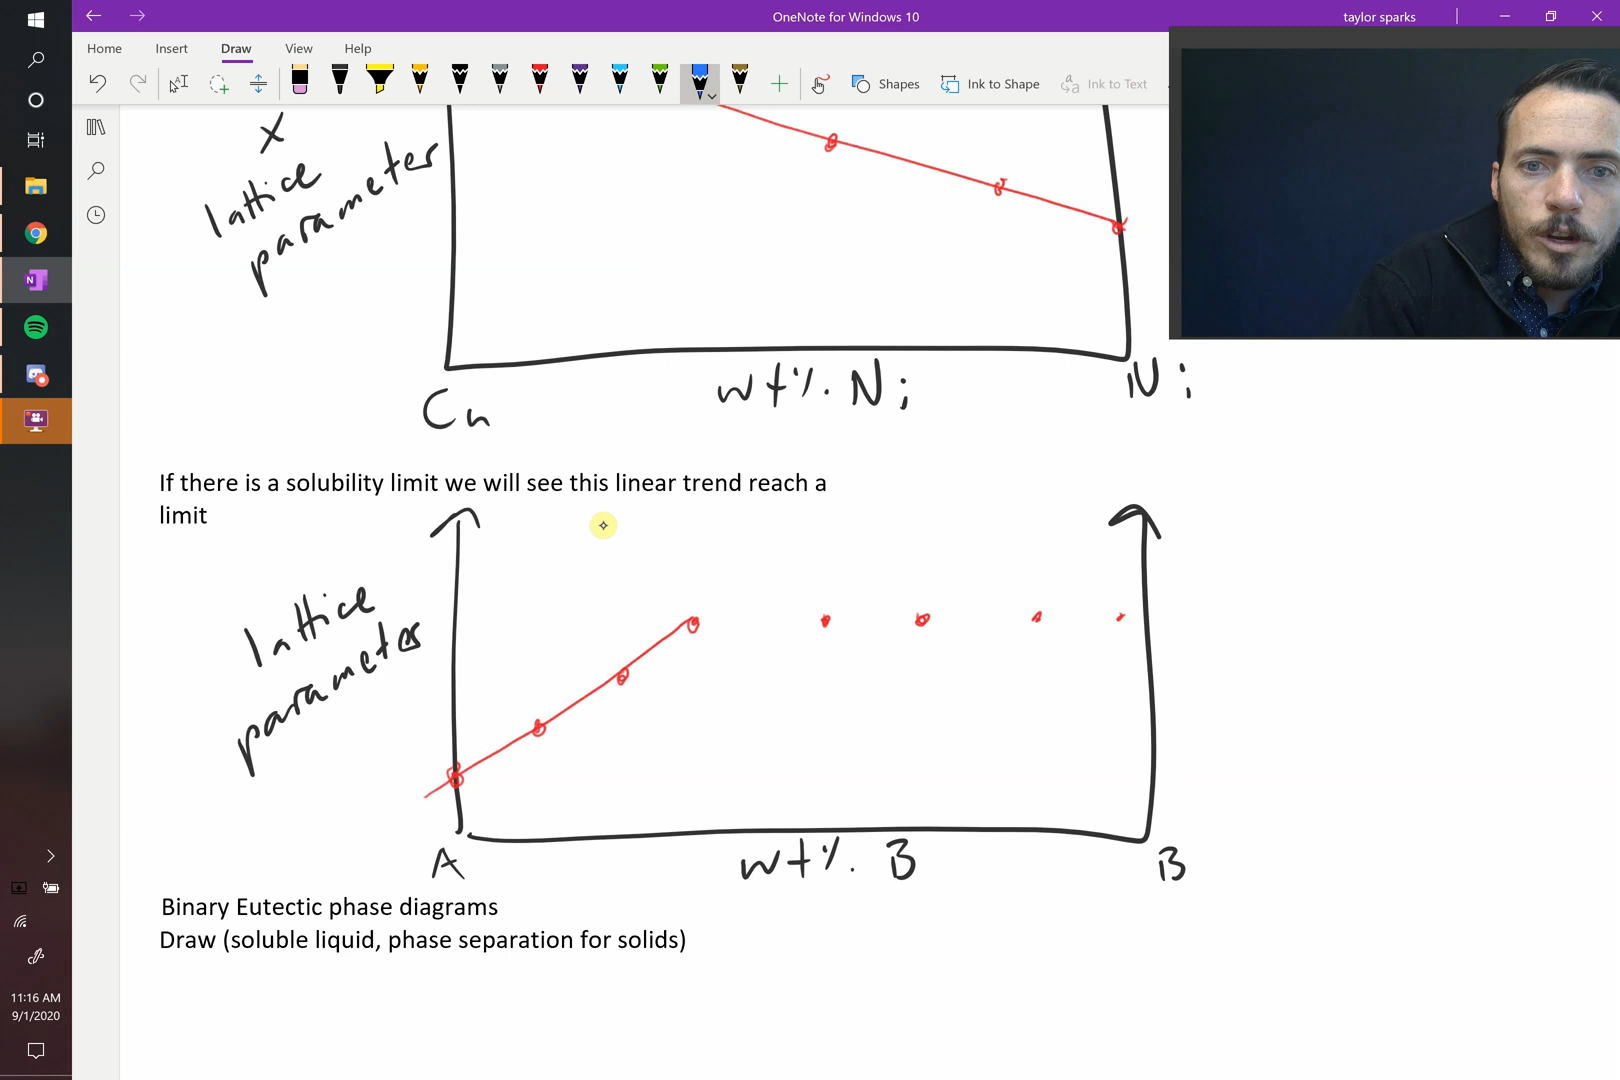 OneNote for Windows 10
taylor sparks
Home Insert Draw View Help
Shapes
Ink to Shape
Ink to Text
x
lattice
parameter
Cu
wt%. Ni
Ni
If there is a solubility limit we will see this linear trend reach a
limit
lattice
parameter
A
wt%. B
B
Binary Eutectic phase diagrams
Draw (soluble liquid, phase separation for solids)
11:16 AM
9/1/2020